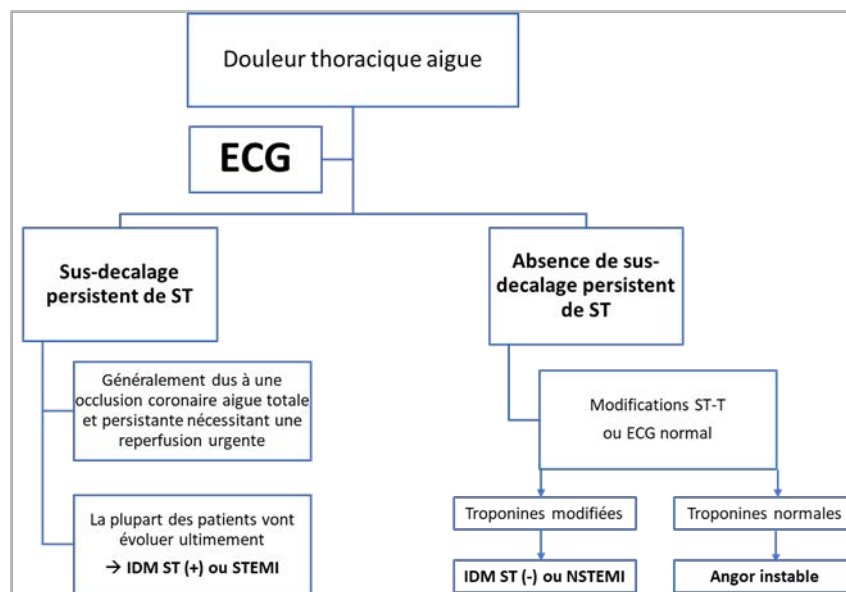 Douleur thoracique aigue
ECG
Sus-decalage
persistent de ST
Absence de sus-
decalage persistent
de ST
Généralement dus à une
occlusion coronaire aigue totale
et persistante nécessitant une
reperfusion urgente
Modifications ST-T
ou ECG normal
La plupart des patients vont
évoluer ultimement
→ IDM ST (+) ou STEMI
Troponines modifiées
Troponines normales
IDM ST (-) ou NSTEMI
Angor instable